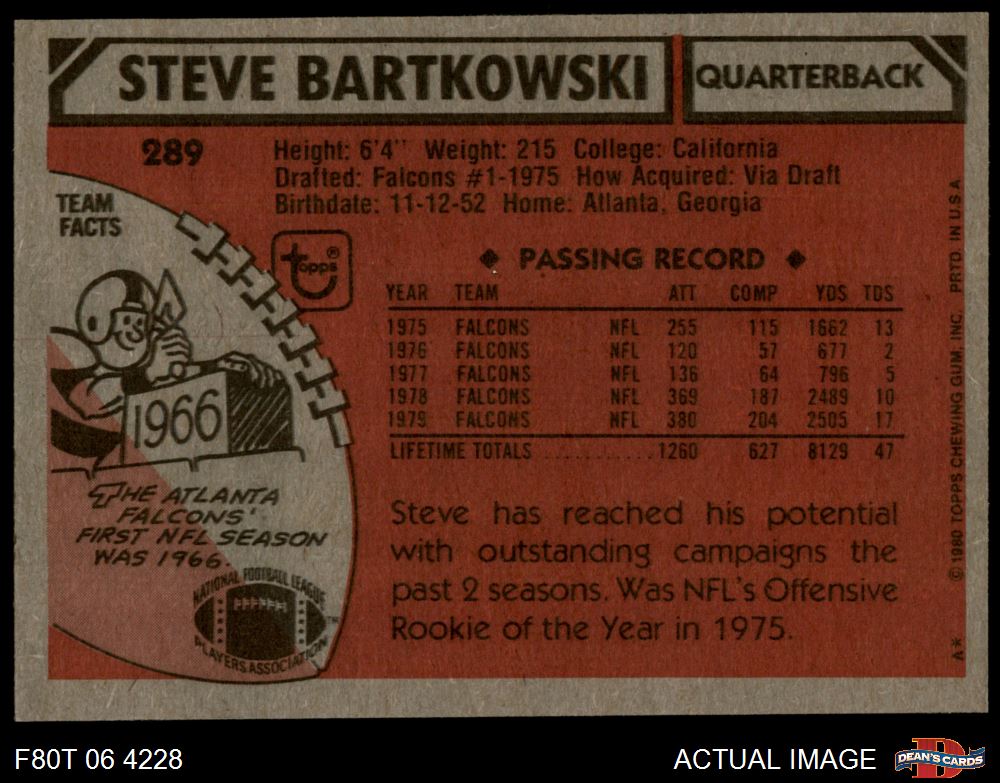 STEVE BARTKOWSKI QUARTERBACK
289
Height: 6'4" Weight: 215 College: California
Drafted: Falcons #1-1975 How Acquired: Via Draft
Birthdate: 11-12-52 Home: Atlanta, Georgia
TEAM
FACTS
topps®
◆ PASSING RECORD ◆
YEAR TEAM ATT COMP YDS TDS
1975 FALCONS NFL 255 115 1662 13
1976 FALCONS NFL 120 57 677 2
1977 FALCONS NFL 136 64 796 5
1978 FALCONS NFL 369 187 2489 10
1979 FALCONS NFL 380 204 2505 17
LIFETIME TOTALS .......... 1260 627 8129 47
1966
THE ATLANTA
FALCONS'
FIRST NFL SEASON
WAS 1966.
NATIONAL FOOTBALL LEAGUE
PLAYERS ASSOCIATION
TM
Steve has reached his potential
with outstanding campaigns the
past 2 seasons. Was NFL's Offensive
Rookie of the Year in 1975.
A* © 1980 TOPPS CHEWING GUM, INC. PRTD. IN U.S.A
F80T 06 4228 ACTUAL IMAGE
D
DEAN'S CARDS